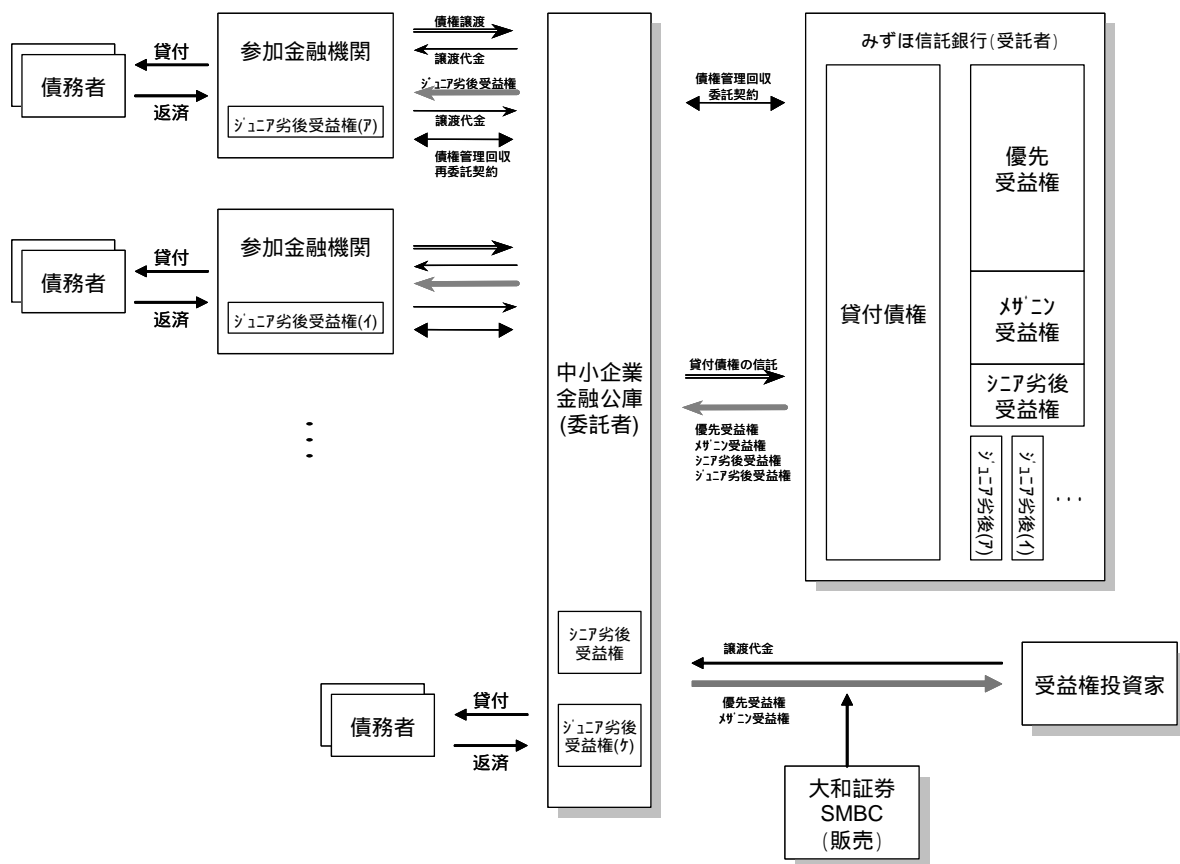 債務者
貸付
返済
参加金融機関
ｼﾞｭﾆｱ劣後受益権(ｱ)
債権譲渡
譲渡代金
ｼﾞｭﾆｱ劣後受益権
譲渡代金
債権管理回収
再委託契約
債務者
貸付
返済
参加金融機関
ｼﾞｭﾆｱ劣後受益権(ｲ)
中小企業
金融公庫
(委託者)
ｼﾆｱ劣後
受益権
ｼﾞｭﾆｱ劣後
受益権(ｹ)
債務者
貸付
返済
債権管理回収
委託契約
貸付債権の信託
優先受益権
ﾒｻﾞﾆﾝ受益権
ｼﾆｱ劣後受益権
ｼﾞｭﾆｱ劣後受益権
みずほ信託銀行(受託者)
貸付債権
優先
受益権
ﾒｻﾞﾆﾝ
受益権
ｼﾆｱ劣後
受益権
ｼﾞｭﾆｱ劣後(ｱ)
ｼﾞｭﾆｱ劣後(ｲ)
･･･
譲渡代金
優先受益権
ﾒｻﾞﾆﾝ受益権
受益権投資家
大和証券
SMBC
(販売)